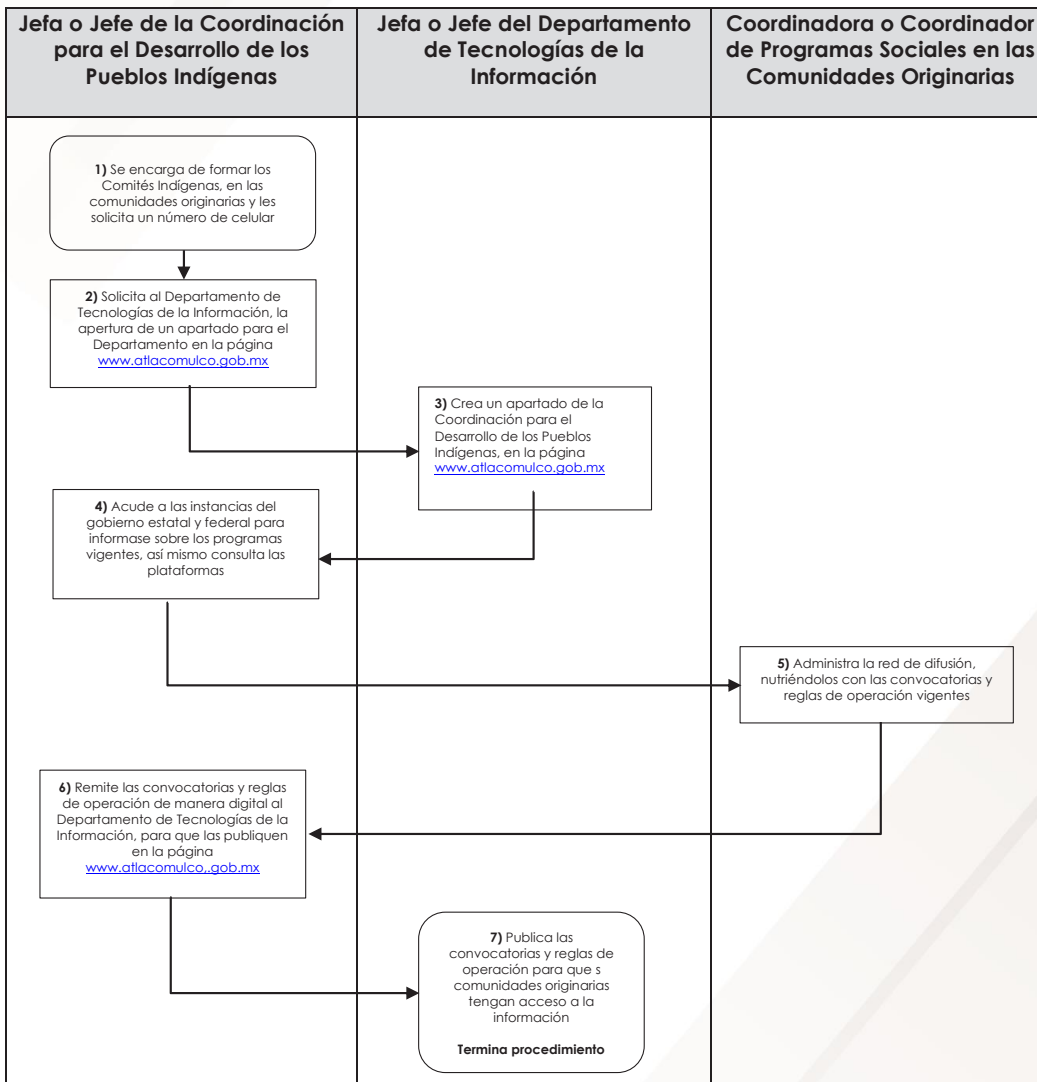 Jefa o Jefe de la Coordinación
para el Desarrollo de los
Pueblos Indígenas
Jefa o Jefe del Departamento
de Tecnologías de la
Información
Coordinadora o Coordinador
de Programas Sociales en las
Comunidades Originarias
1) Se encarga de formar los
Comités Indígenas, en las
comunidades originarias y les
solicita un número de celular
2) Solicita al Departamento de
Tecnologías de la Información, la
apertura de un apartado para el
Departamento en la página
www.atlacomulco.gob.mx
3) Crea un apartado de la
Coordinación para el
Desarrollo de los Pueblos
Indígenas, en la página
www.atlacomulco.gob.mx
4) Acude a las instancias del
gobierno estatal y federal para
informase sobre los programas
vigentes, así mismo consulta las
plataformas
5) Administra la red de difusión,
nutriéndolos con las convocatorias y
reglas de operación vigentes
6) Remite las convocatorias y reglas
de operación de manera digital al
Departamento de Tecnologías de la
Información, para que las publiquen
en la página
www.atlacomulco,.gob.mx
7) Publica las
convocatorias y reglas de
operación para que s
comunidades originarias
tengan acceso a la
información
Termina procedimiento